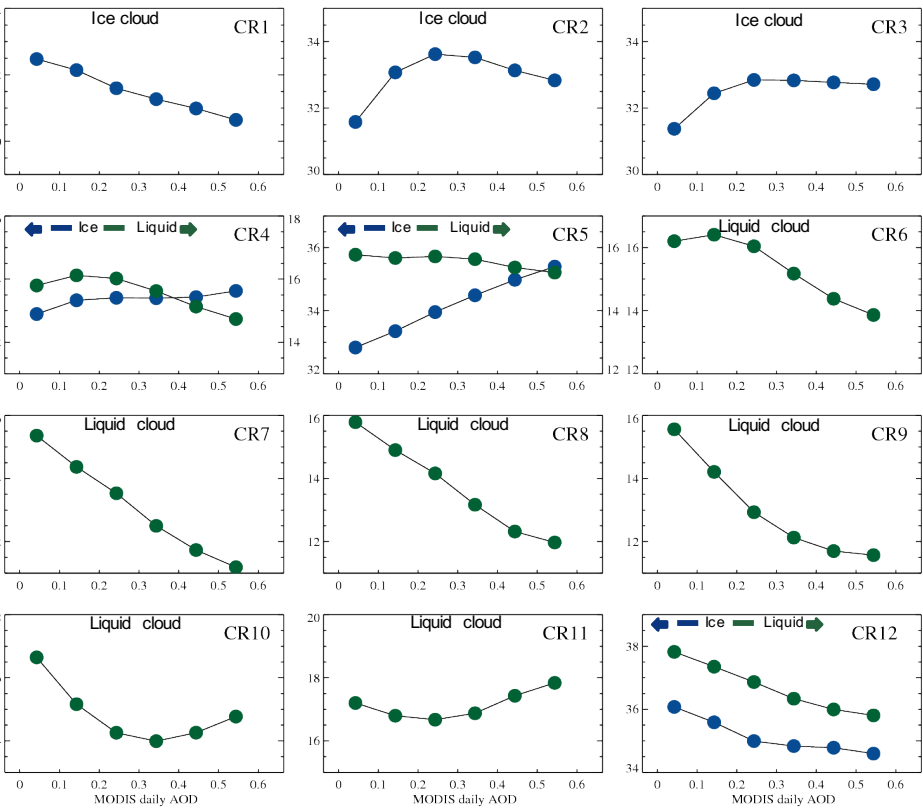 Ice cloud CR1
0 0.1 0.2 0.3 0.4 0.5 0.6
Ice cloud CR2
34
32
30
0 0.1 0.2 0.3 0.4 0.5 0.6
Ice cloud CR3
34
32
30
0 0.1 0.2 0.3 0.4 0.5 0.6
Ice Liquid CR4
18
16
14
0 0.1 0.2 0.3 0.4 0.5 0.6
Ice Liquid CR5
36
34
32
16
14
12
0 0.1 0.2 0.3 0.4 0.5 0.6
Liquid cloud CR6
16
14
12
0 0.1 0.2 0.3 0.4 0.5 0.6
Liquid cloud CR7
0 0.1 0.2 0.3 0.4 0.5 0.6
Liquid cloud CR8
16
14
12
0 0.1 0.2 0.3 0.4 0.5 0.6
Liquid cloud CR9
16
14
12
0 0.1 0.2 0.3 0.4 0.5 0.6
Liquid cloud CR10
0 0.1 0.2 0.3 0.4 0.5 0.6
MODIS daily AOD
Liquid cloud CR11
20
18
16
0 0.1 0.2 0.3 0.4 0.5 0.6
MODIS daily AOD
Ice Liquid CR12
38
36
34
0 0.1 0.2 0.3 0.4 0.5 0.6
MODIS daily AOD